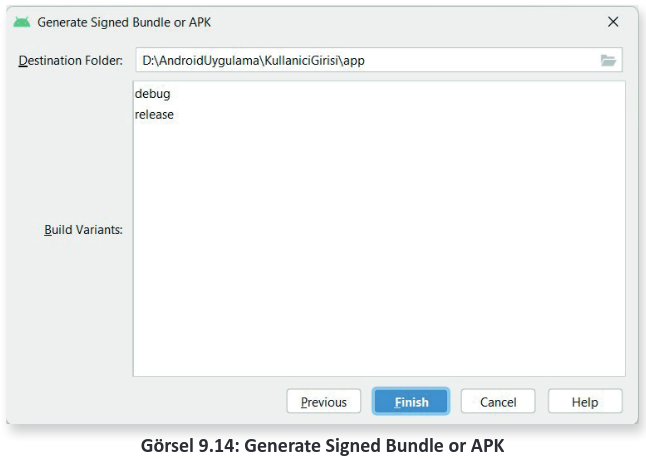 Generate Signed Bundle or APK
Destination Folder: D:\AndroidUygulama\KullaniciGirisi\app
debug
release
Build Variants:
Previous Finish Cancel Help
Görsel 9.14: Generate Signed Bundle or APK